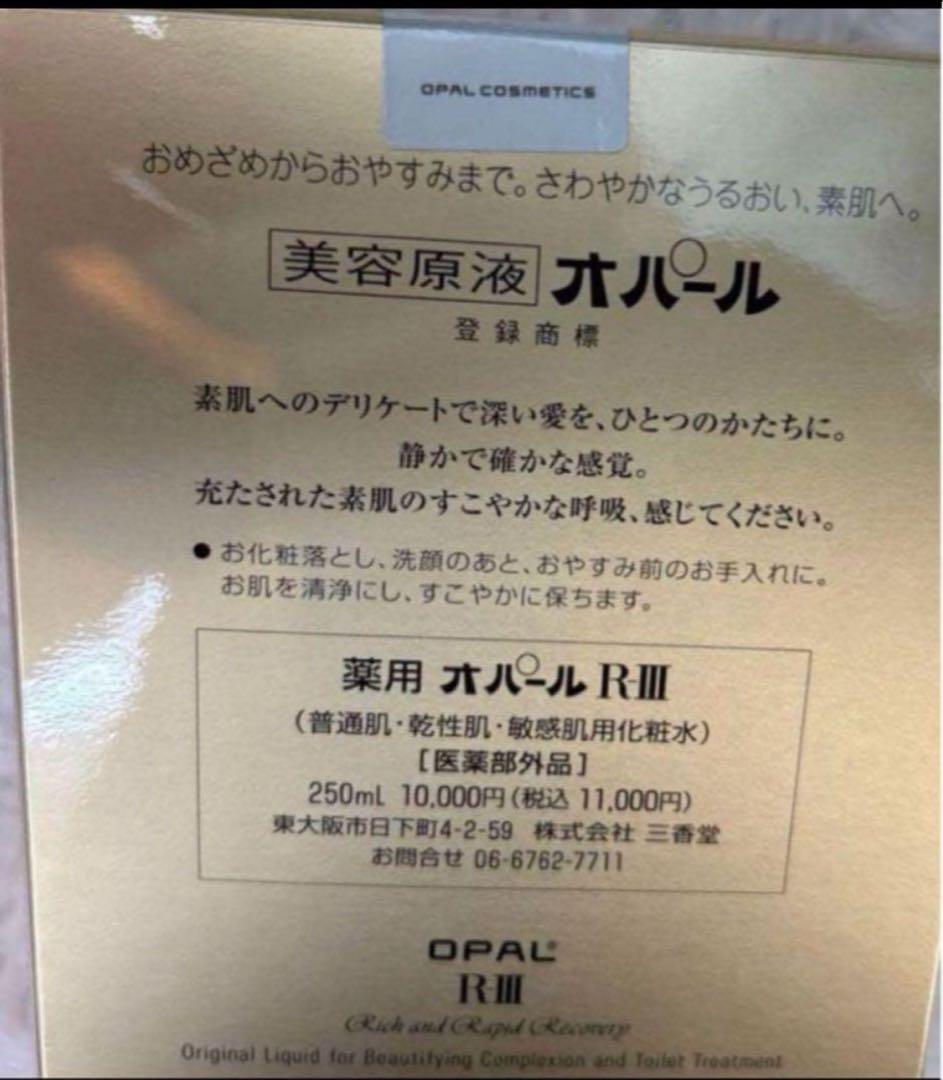 OPAL COSMETICS
おめざめからおやすみまで。さわやかなうるおい、素肌へ。
美容原液 オパール
登録商標
素肌へのデリケートで深い愛を、ひとつのかたちに。
静かで確かな感覚。
充たされた素肌のすこやかな呼吸、感じてください。
● お化粧落とし、洗顔のあと、おやすみ前のお手入れに。
お肌を清浄にし、すこやかに保ちます。
薬用 オパール R-III
(普通肌・乾性肌・敏感肌用化粧水)
[医薬部外品]
250mL 10,000円(税込 11,000円)
東大阪市日下町4-2-59 株式会社 三香堂
お問合せ 06-6762-7711
OPAL®
R-III
Rich and Rapid Recovery
Original Liquid for Beautifying Complexion and Toilet Treatment